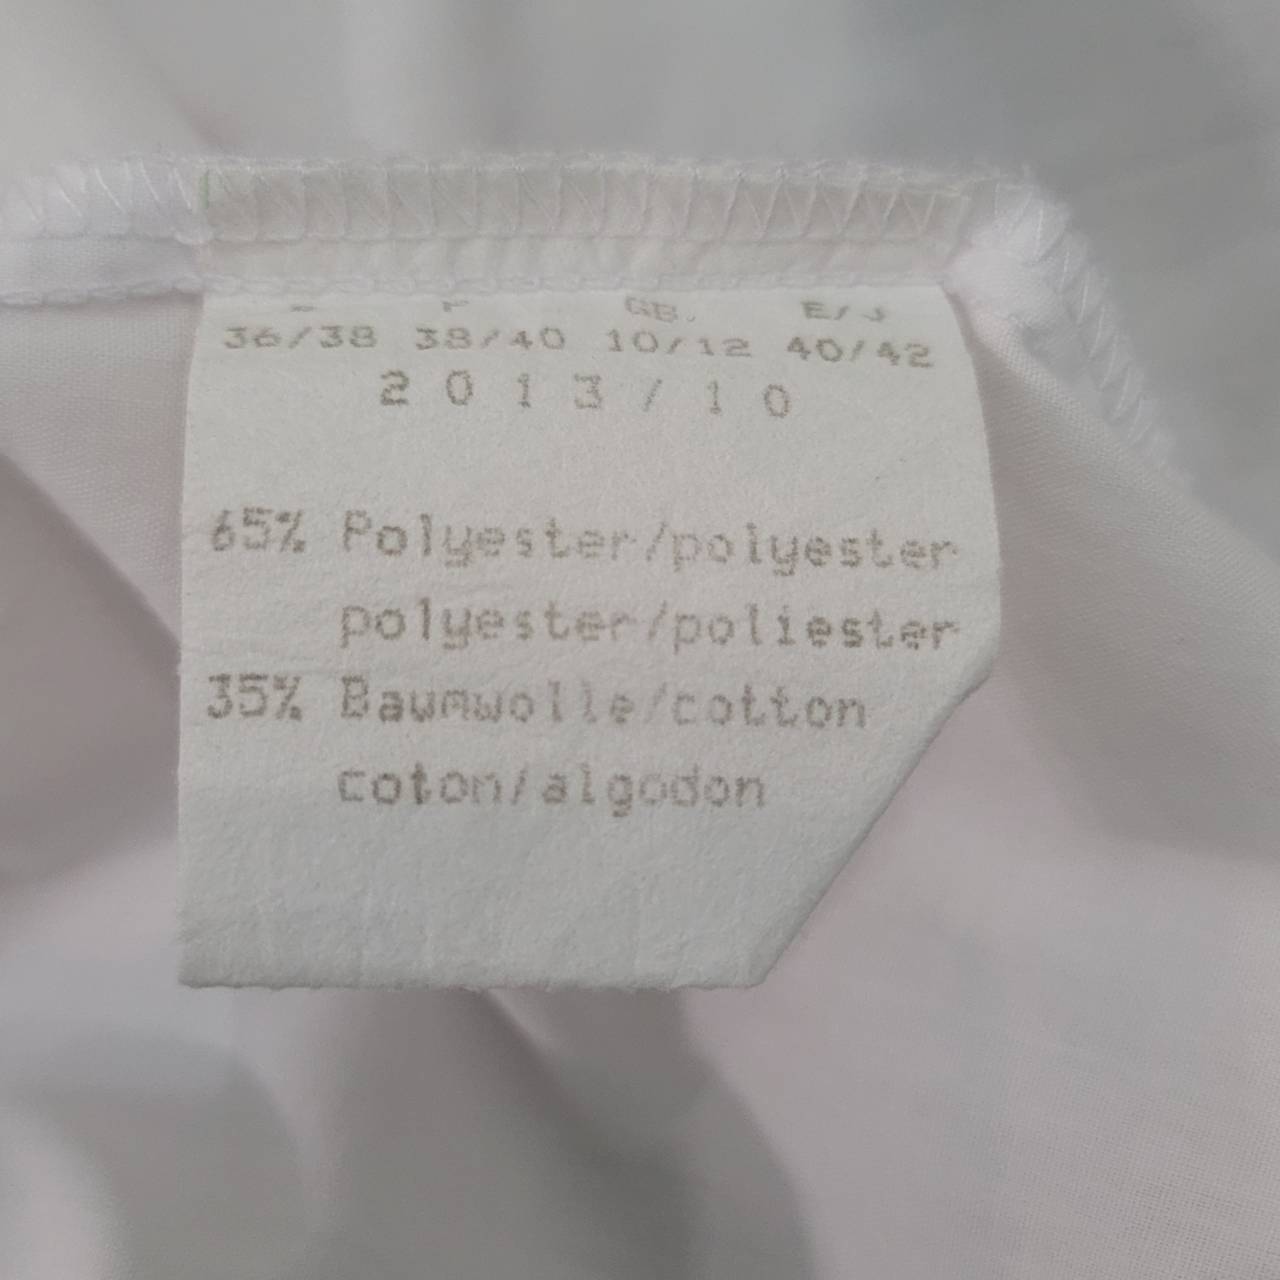 GB. E/J
36/38 38/40 10/12 40/42
2013/10
65% Polyester/polyester
polyester/poliester
35% Baumwolle/cotton
coton/algodon